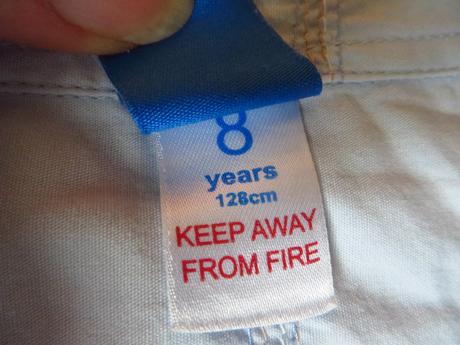 8
years
128cm
KEEP AWAY
FROM FIRE